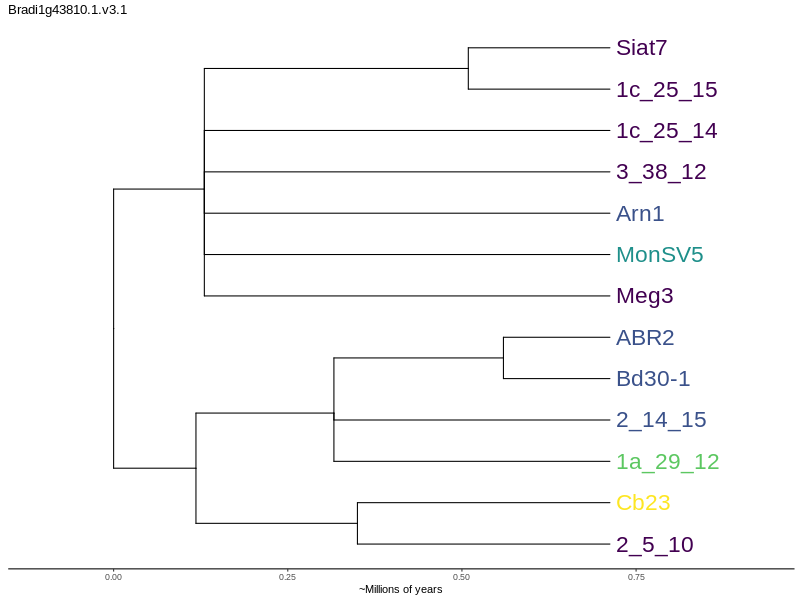 Bradi1g43810.1.v3.1
Siat7
1c_25_15
1c_25_14
3_38_12
Arn1
MonSV5
Meg3
ABR2
Bd30-1
2_14_15
1a_29_12
Cb23
2_5_10
0.00 0.25 0.50 0.75
~Millions of years